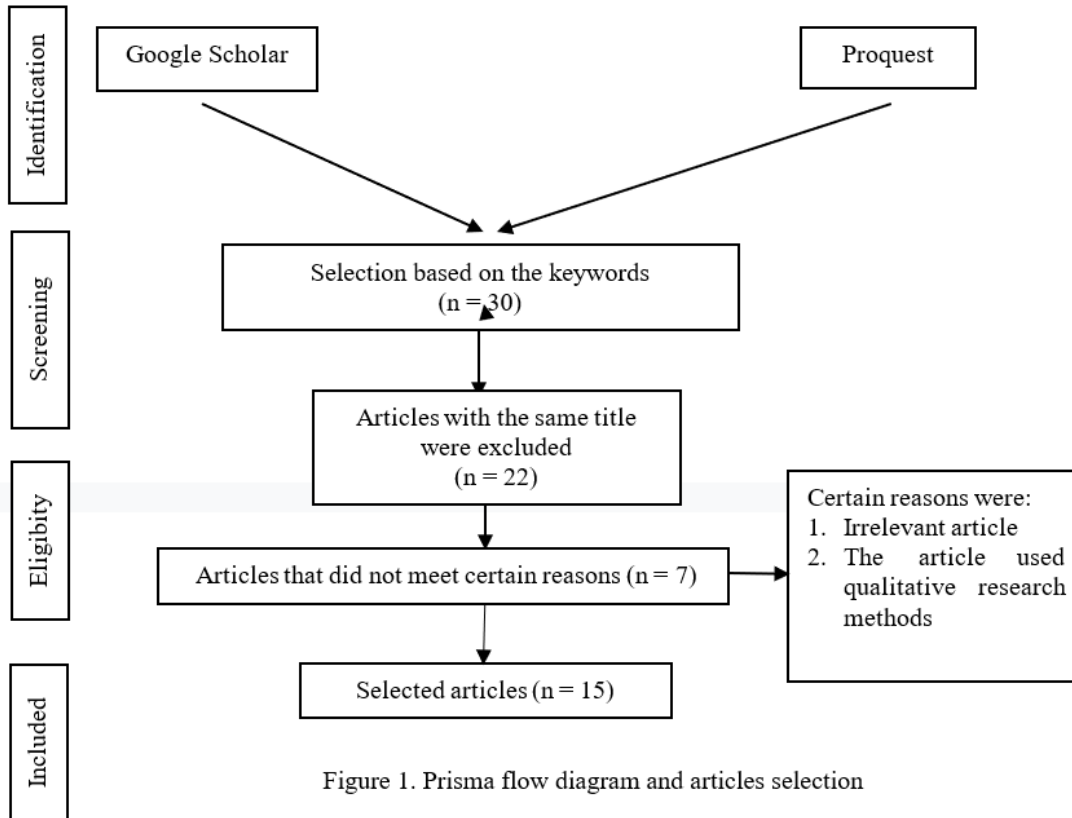 Identification
Google Scholar
Proquest
Screening
Selection based on the keywords
(n = 30)
Articles with the same title
were excluded
(n = 22)
Eligibity
Articles that did not meet certain reasons (n = 7)
Certain reasons were:
1. Irrelevant article
2. The article used
qualitative research
methods
Included
Selected articles (n = 15)
Figure 1. Prisma flow diagram and articles selection